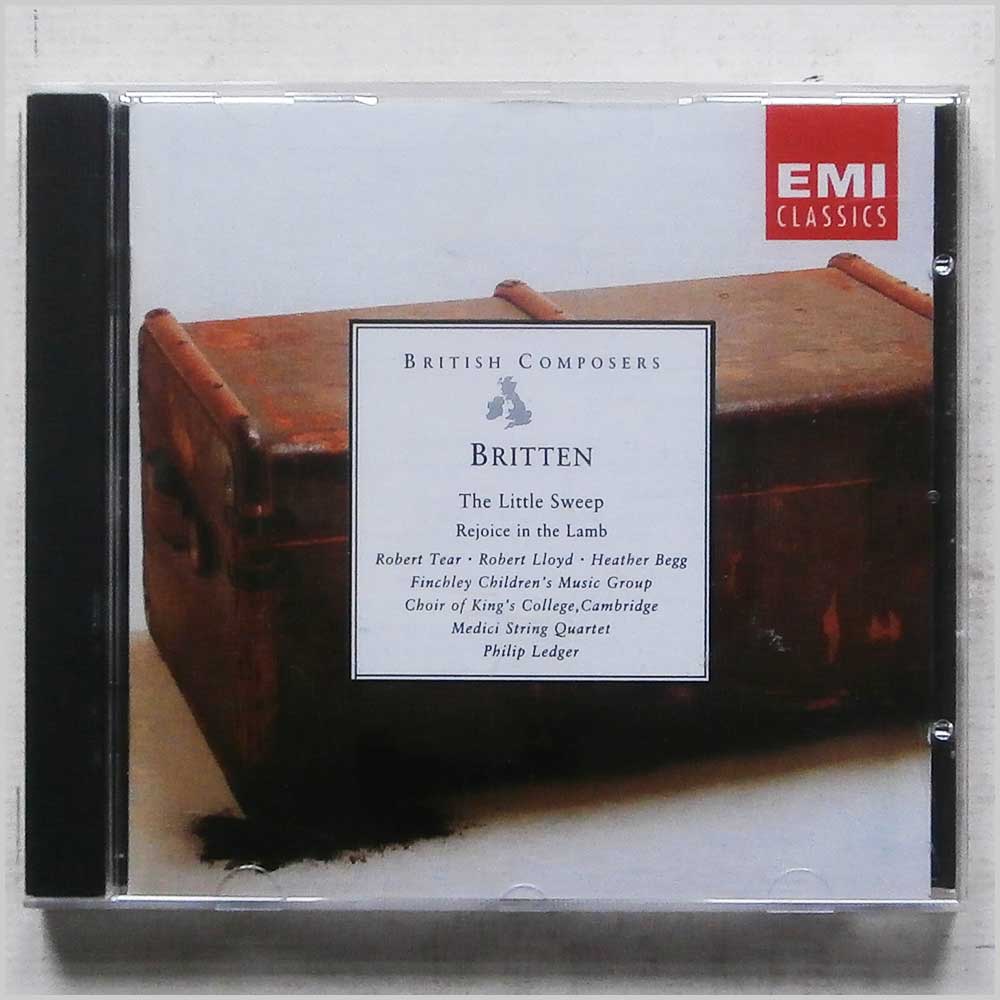 EMI
CLASSICS
BRITISH COMPOSERS
BRITTEN
The Little Sweep
Rejoice in the Lamb
Robert Tear · Robert Lloyd · Heather Begg
Finchley Children's Music Group
Choir of King's College, Cambridge
Medici String Quartet
Philip Ledger